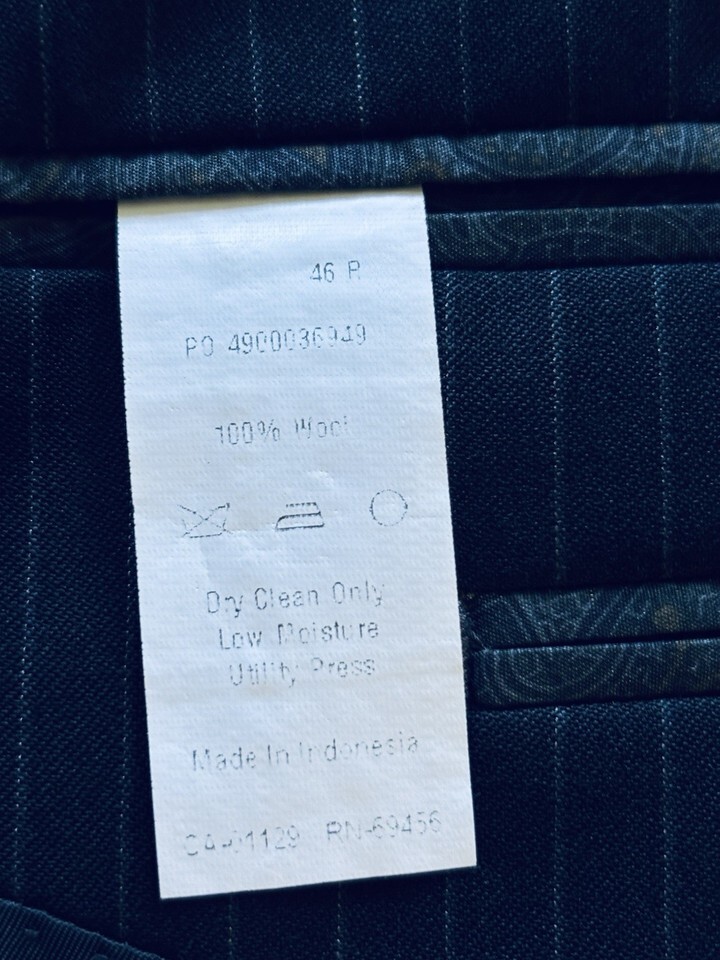 46 R
PO 4900036949
100% Wool
Dry Clean Only
Low Moisture
Utility Press
Made In Indonesia
CA-01129 RN-69456